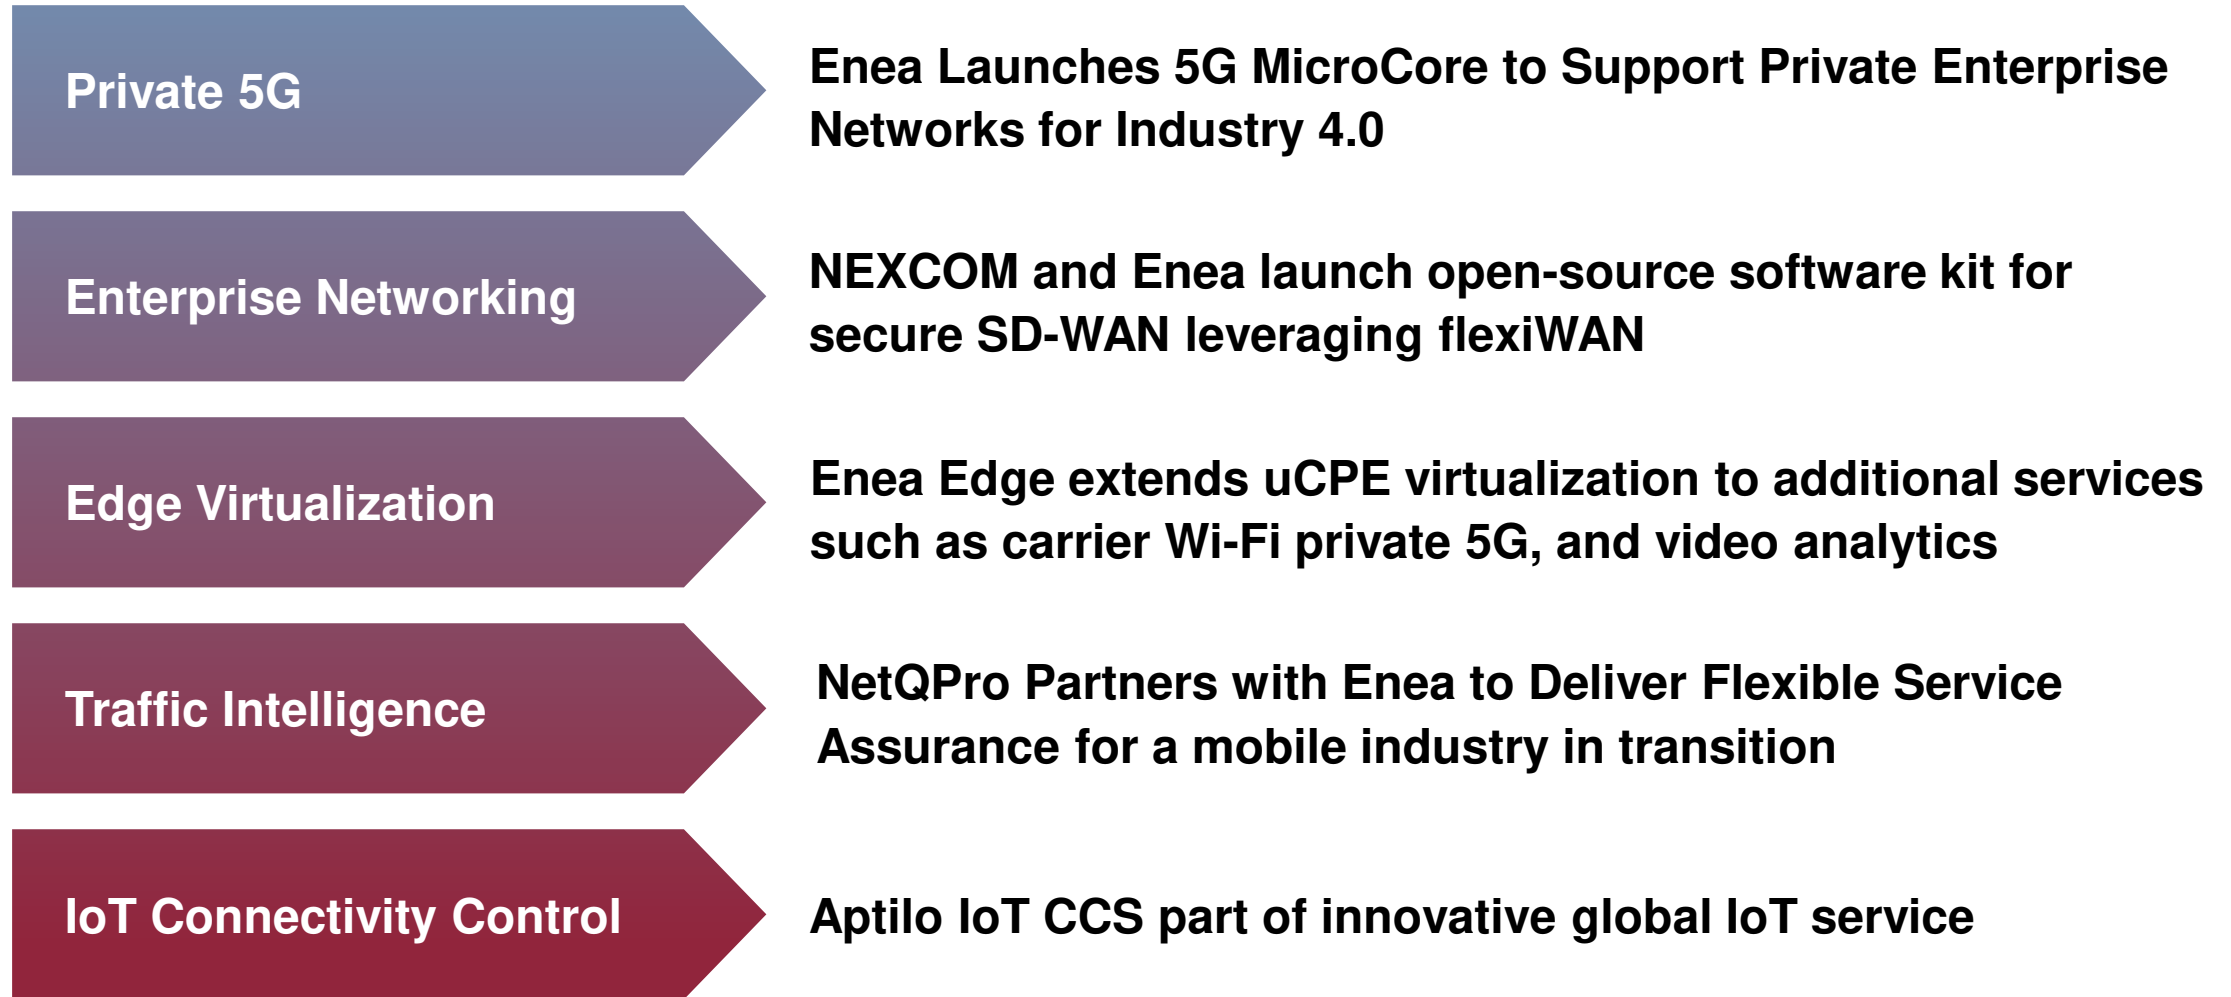 Private 5G
Enea Launches 5G MicroCore to Support Private Enterprise
Networks for Industry 4.0
Enterprise Networking
NEXCOM and Enea launch open-source software kit for
secure SD-WAN leveraging flexiWAN
Edge Virtualization
Enea Edge extends uCPE virtualization to additional services
such as carrier Wi-Fi private 5G, and video analytics
Traffic Intelligence
NetQPro Partners with Enea to Deliver Flexible Service
Assurance for a mobile industry in transition
IoT Connectivity Control
Aptilo IoT CCS part of innovative global IoT service